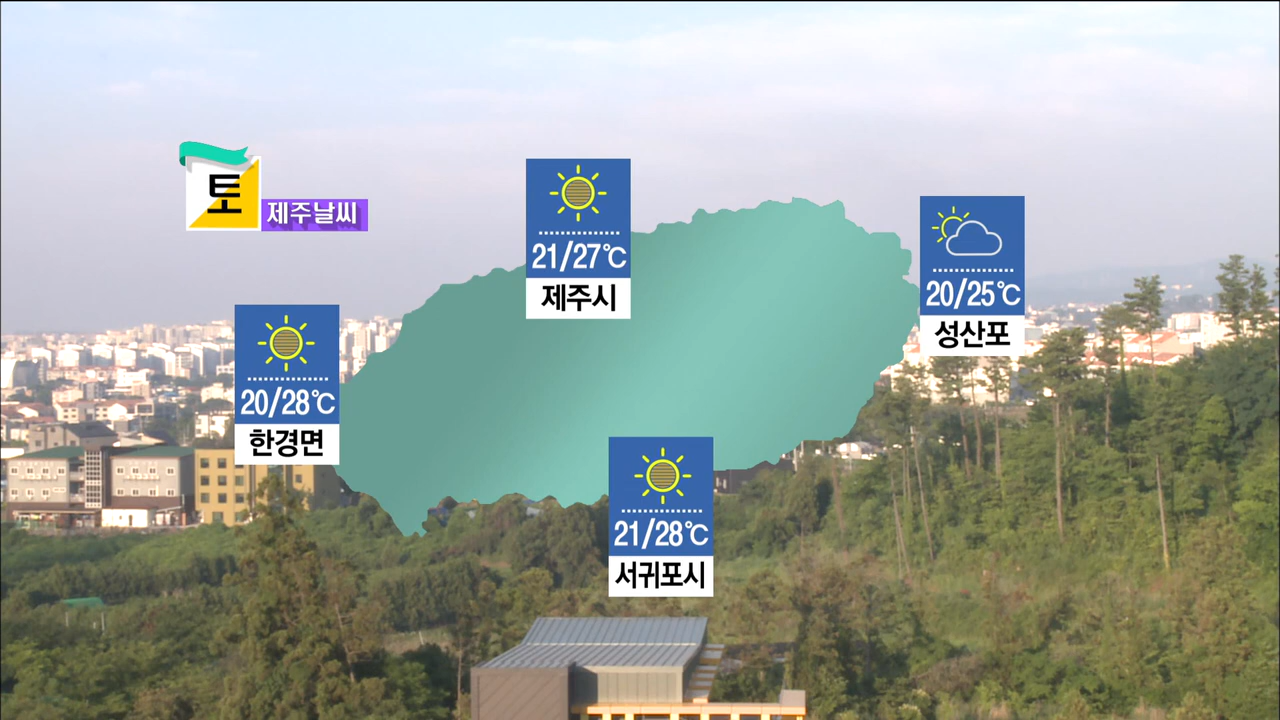 토
제주날씨
21/27℃
제주시
20/25℃
성산포
20/28℃
한경면
21/28℃
서귀포시